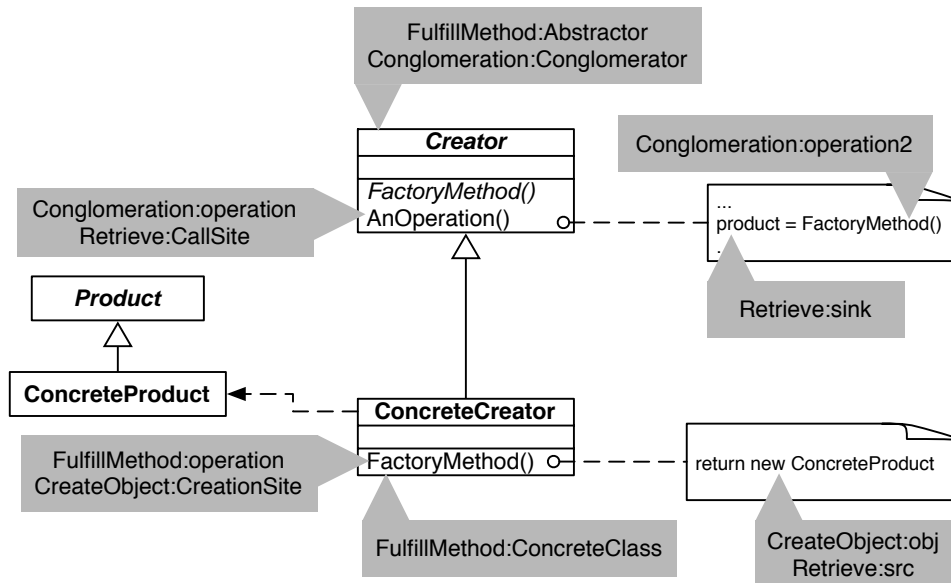 FulfillMethod:Abstractor
Conglomeration:Conglomerator
Creator
FactoryMethod()
AnOperation()
Conglomeration:operation2
...
product = FactoryMethod()
.
Conglomeration:operation
Retrieve:CallSite
Retrieve:sink
Product
ConcreteProduct
ConcreteCreator
FactoryMethod()
return new ConcreteProduct
FulfillMethod:operation
CreateObject:CreationSite
FulfillMethod:ConcreteClass
CreateObject:obj
Retrieve:src